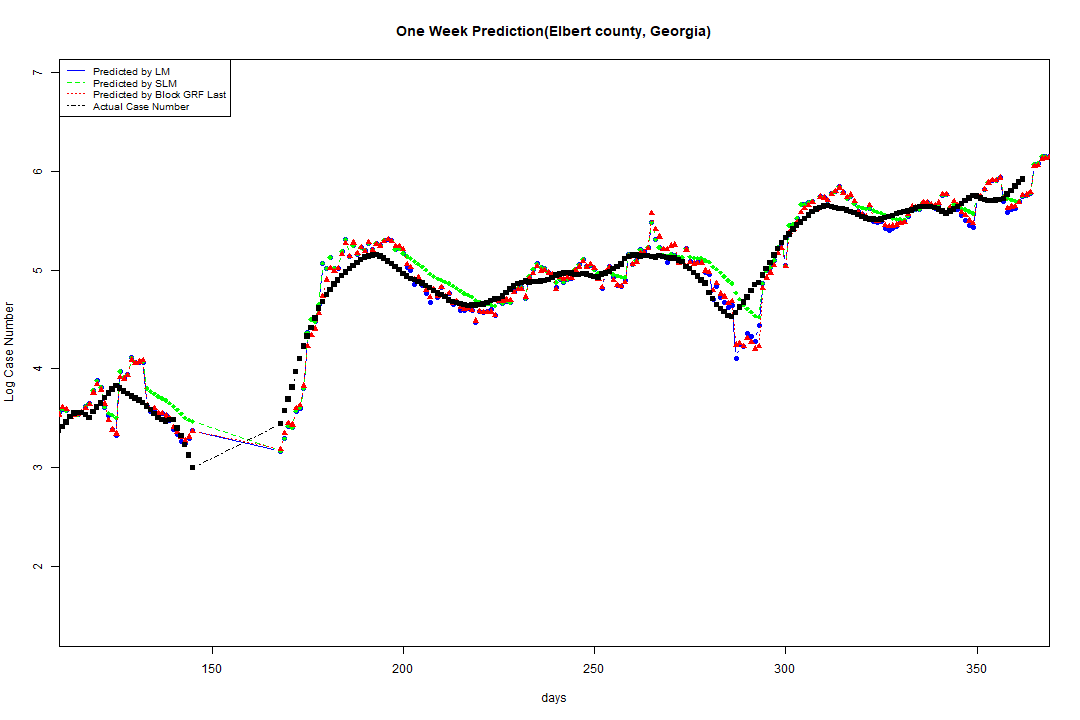 One Week Prediction(Elbert county, Georgia)
Predicted by LM
Predicted by SLM
Predicted by Block GRF Last
Actual Case Number
7
6
5
4
3
2
Log Case Number
150
200
250
300
350
days